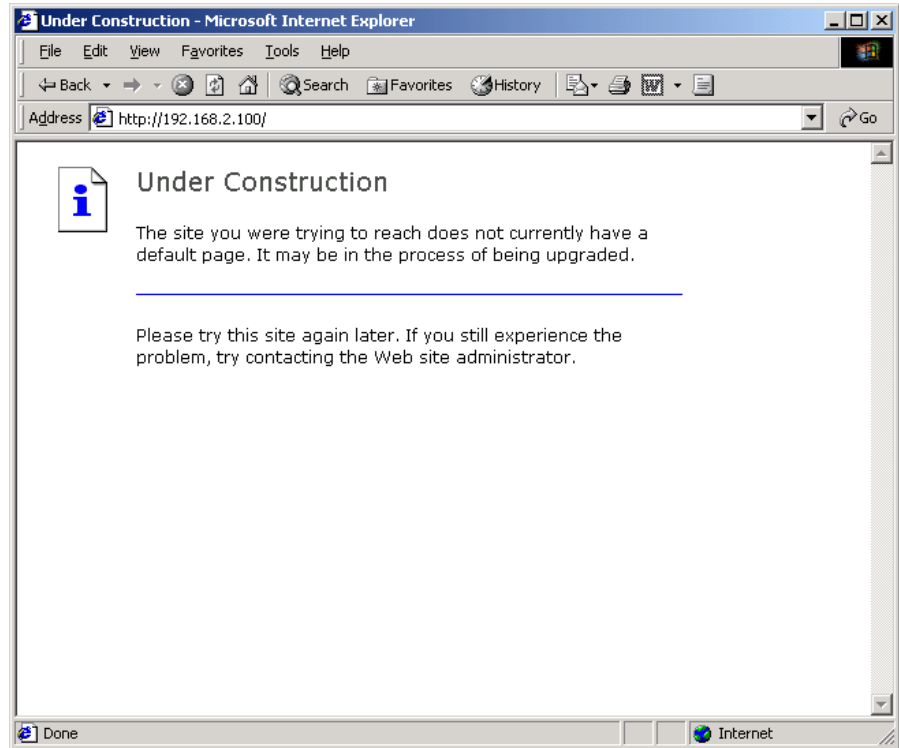 Under Construction - Microsoft Internet Explorer
File Edit View Favorites Tools Help
Back Search Favorites History
Address http://192.168.2.100/ Go
Under Construction
The site you were trying to reach does not currently have a
default page. It may be in the process of being upgraded.
Please try this site again later. If you still experience the
problem, try contacting the Web site administrator.
Done Internet